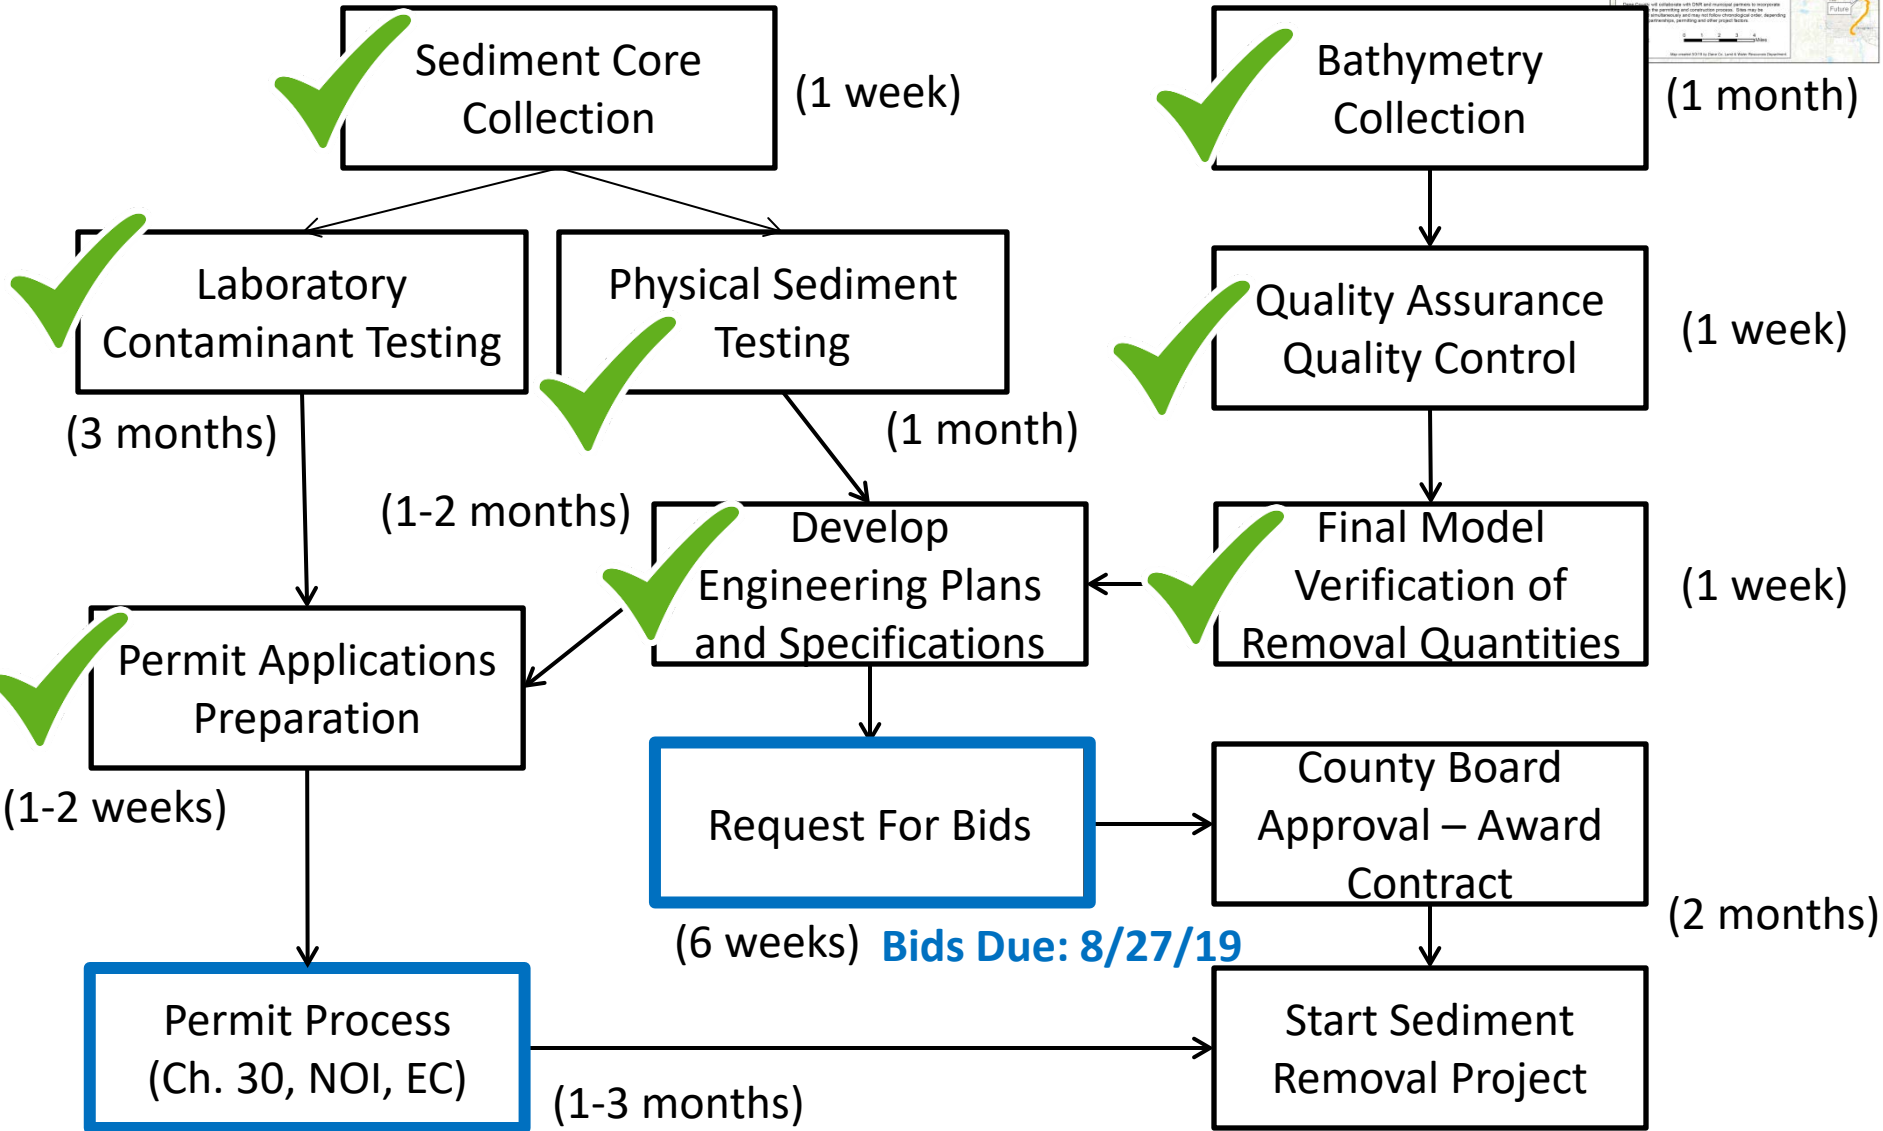 Sediment Core
Collection
(1 week)
Bathymetry
Collection
(1 month)
Future
Laboratory
Contaminant Testing
(3 months)
Physical Sediment
Testing
(1 month)
Quality Assurance
Quality Control
(1 week)
(1-2 months)
Develop
Engineering Plans
and Specifications
Final Model
Verification of
Removal Quantities
(1 week)
Permit Applications
Preparation
(1-2 weeks)
Request For Bids
(6 weeks)
Bids Due: 8/27/19
County Board
Approval – Award
Contract
(2 months)
Permit Process
(Ch. 30, NOI, EC)
(1-3 months)
Start Sediment
Removal Project